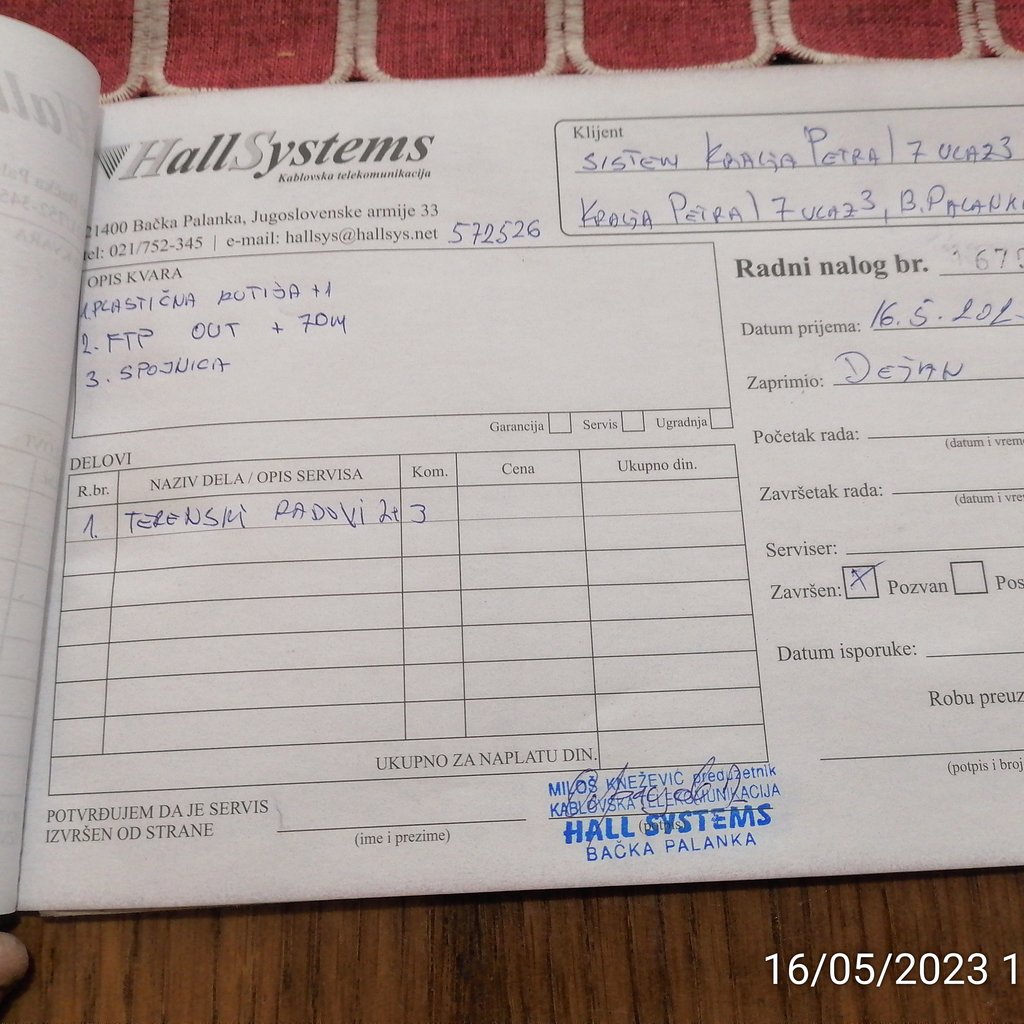 HallSystems
Kablovska telekomunikacija
21400 Bačka Palanka, Jugoslovenske armije 33
tel: 021/752-345 | e-mail: hallsys@hallsys.net 572526
Klijent
SISTEM KRALJA PETRA I 7 ULAZ 3
KRALJA PETRA I 7 ULAZ 3, B. PALANK
OPIS KVARA
1. PLASTIČNA KUTIJA +1
2. FTP OUT + 70M
3. SPOJNICA
Garancija Servis Ugradnja
Radni nalog br.
Datum prijema: 16.5.202
Zaprimio: DEJAN
Početak rada:
(datum i vreme
Završetak rada:
(datum i vre
Serviser:
Završen: X Pozvan Pos
Datum isporuke:
Robu preuz
(potpis i broj
DELOVI
R.br. NAZIV DELA / OPIS SERVISA Kom. Cena Ukupno din.
1. TERENSKI RADOVI 2+ 3
UKUPNO ZA NAPLATU DIN.
POTVRĐUJEM DA JE SERVIS
IZVRŠEN OD STRANE
(ime i prezime)
(potpis)
MILOŠ KNEŽEVIĆ preduzetnik
KABLOVSKA TELEKOMUNIKACIJA
HALL SYSTEMS
BAČKA PALANKA
16/05/2023 1